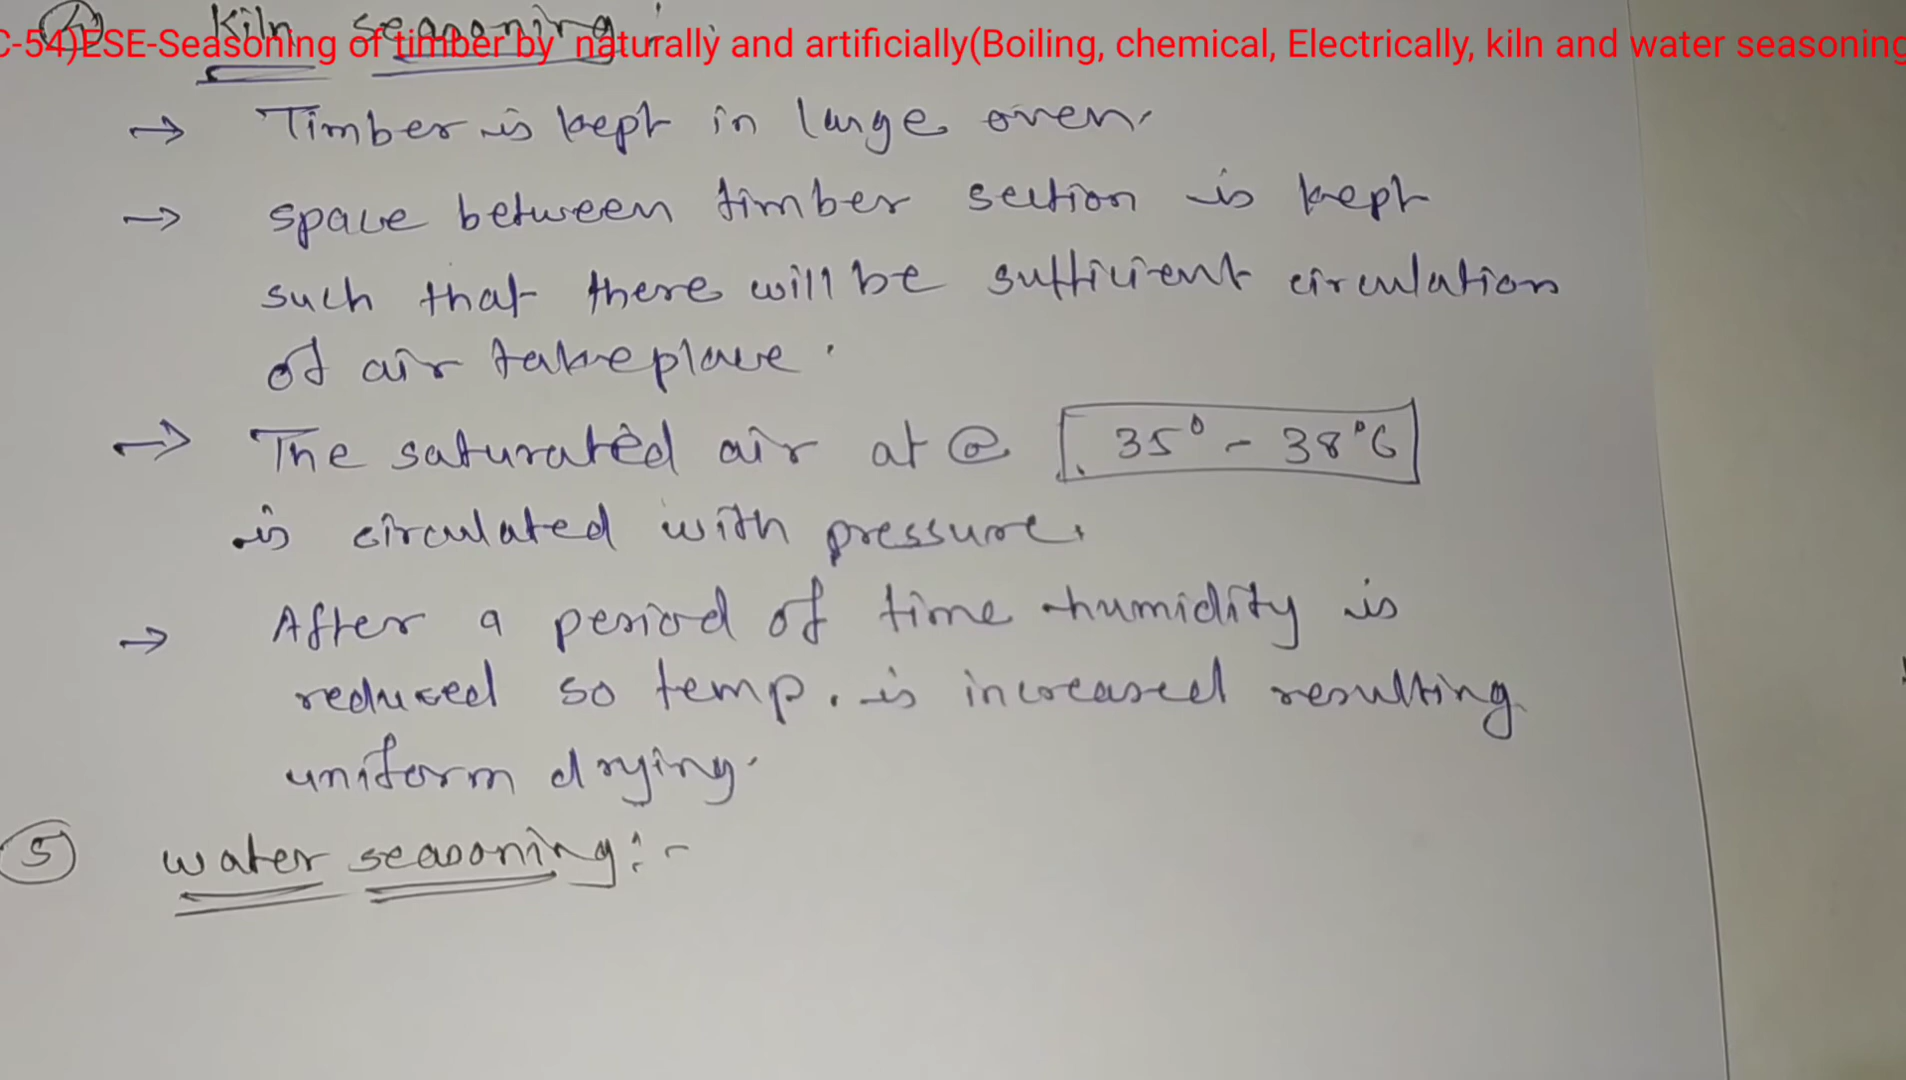 ④ Kiln seasoning:
C-54)ESE-Seasoning of timber by naturally and artificially(Boiling, chemical, Electrically, kiln and water seasoning
→ Timber is kept in large oven.
→ space between timber section is kept
such that there will be sufficient circulation
of air take place.
→ The saturated air at @ 35° - 38°C
is circulated with pressure.
→ After a period of time humidity is
reduced so temp. is increased resulting
uniform drying.
⑤ water seasoning:-